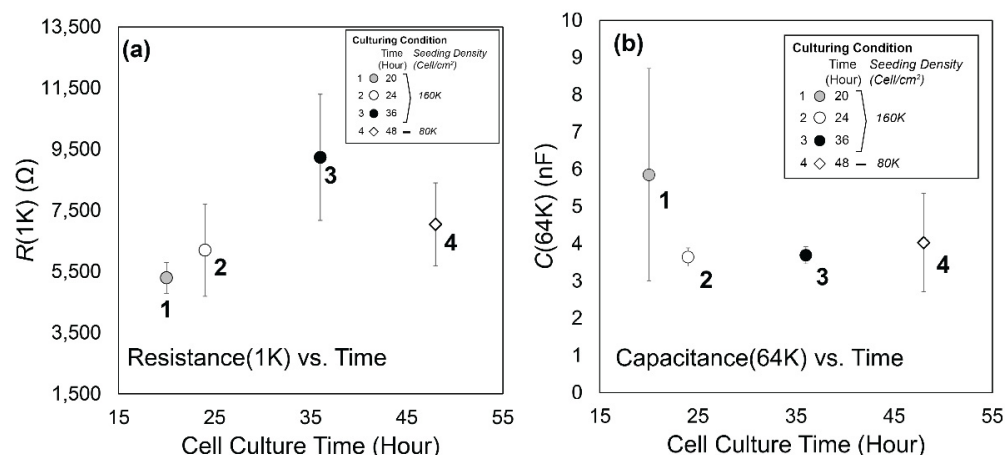 (a)
13,500
11,500
9,500
7,500
5,500
3,500
1,500
R(1K) (Ω)
Culturing Condition
Time Seeding Density
(Hour) (Cell/cm²)
1 20
2 24 160K
3 36
4 48 80K
1
2
3
4
Resistance(1K) vs. Time
15 25 35 45 55
Cell Culture Time (Hour)
(b)
10
9
8
7
6
5
4
3
2
1
0
C(64K) (nF)
Culturing Condition
Time Seeding Density
(Hour) (Cell/cm²)
1 20
2 24 160K
3 36
4 48 80K
1
2
3
4
Capacitance(64K) vs. Time
15 25 35 45 55
Cell Culture Time (Hour)